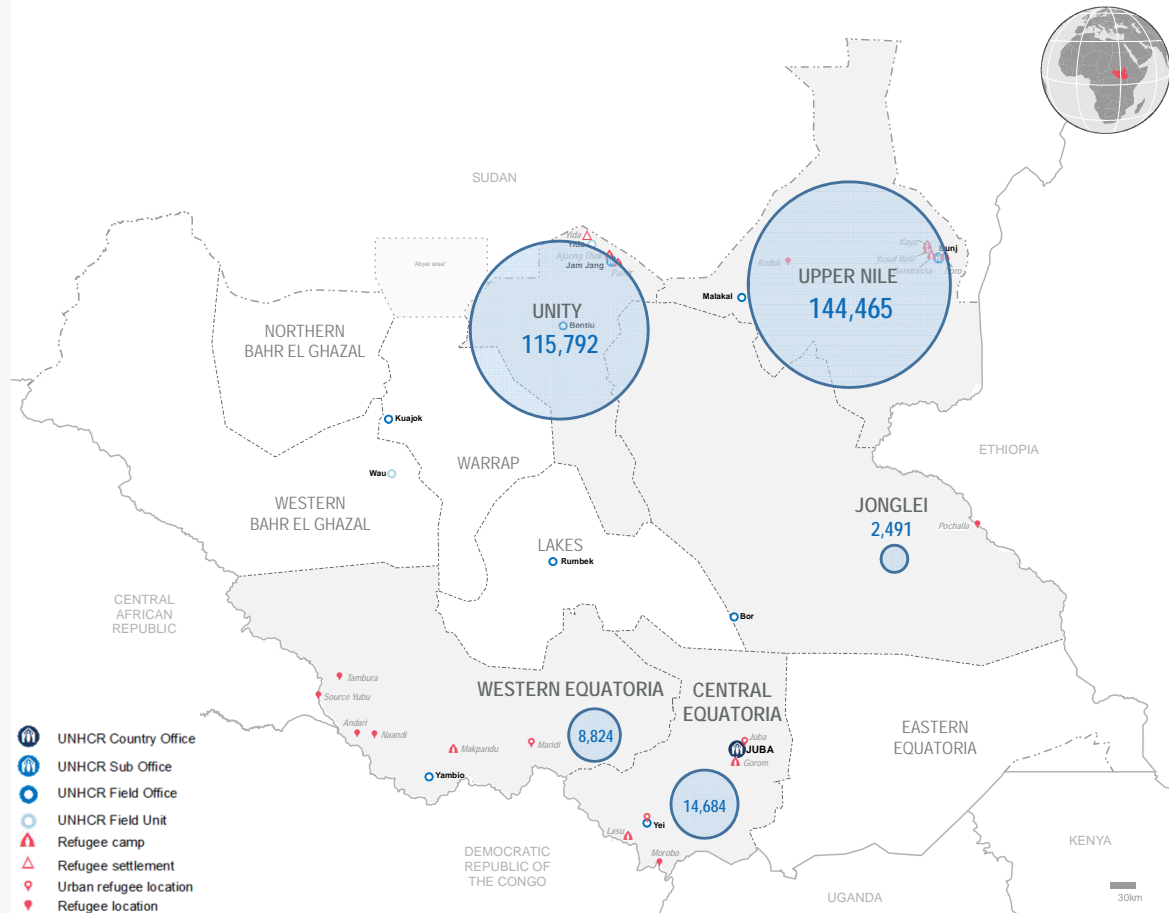 SUDAN
Yida
Yida
Ajuong Thok
Jam Jang
Pamir
Abyei area*
Kaya
Bunj
Yusuf Batil
Gendrassa
Doro
Kodok
UPPER NILE
144,465
Malakal
UNITY
Bentiu
115,792
NORTHERN
BAHR EL GHAZAL
Kuajok
ETHIOPIA
WARRAP
Wau
WESTERN
BAHR EL GHAZAL
JONGLEI
2,491
Pochalla
LAKES
Rumbek
CENTRAL
AFRICAN
REPUBLIC
Bor
Tambura
Source Yubu
WESTERN EQUATORIA
8,824
CENTRAL
EQUATORIA
Andari
Naandi
Makpandu
Maridi
Juba
JUBA
Gorom
EASTERN
EQUATORIA
Yambio
14,684
Yei
Lasu
Morobo
DEMOCRATIC
REPUBLIC OF
THE CONGO
KENYA
UGANDA
30km
UNHCR Country Office
UNHCR Sub Office
UNHCR Field Office
UNHCR Field Unit
Refugee camp
Refugee settlement
Urban refugee location
Refugee location